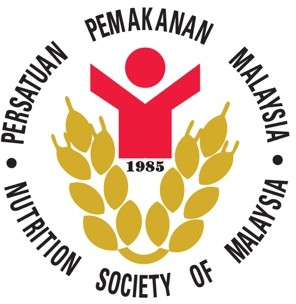 • PERSATUAN PEMAKANAN MALAYSIA •
1985
NUTRITION SOCIETY OF MALAYSIA